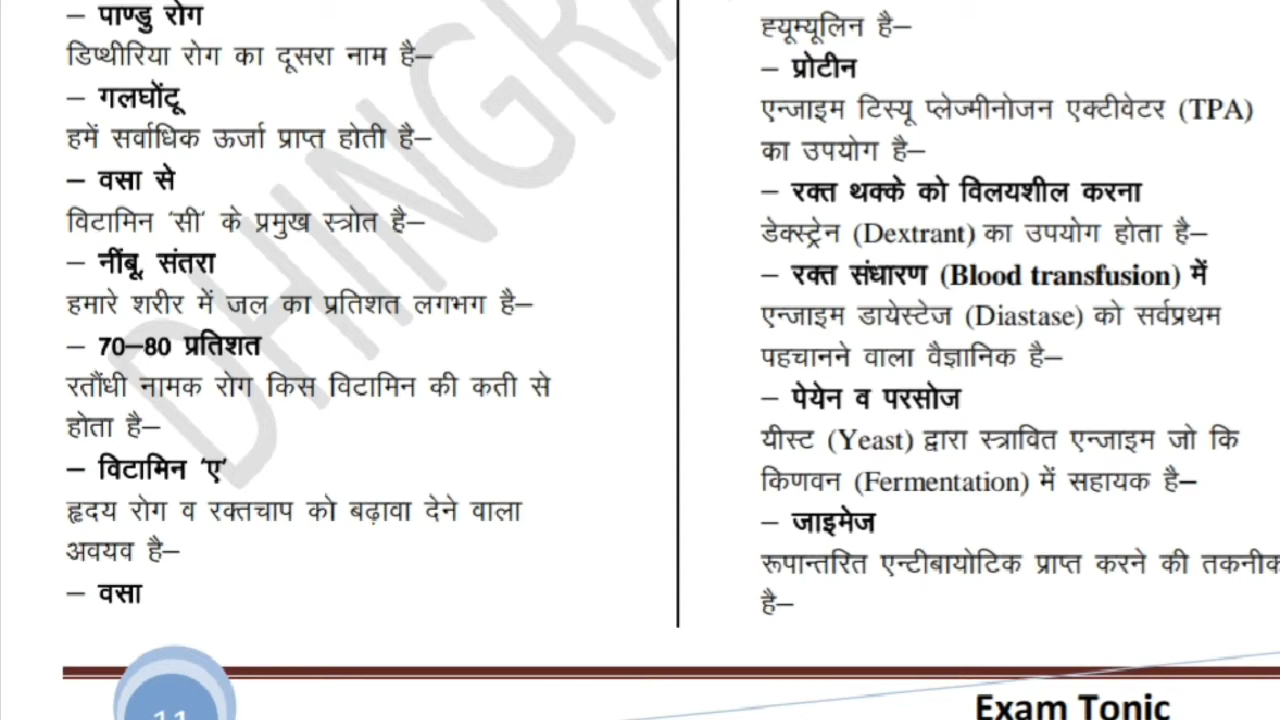 – पाण्डु रोग
डिप्थीरिया रोग का दूसरा नाम है–
– गलघोंटू
हमें सर्वाधिक ऊर्जा प्राप्त होती है–
– वसा से
विटामिन ‘सी’ के प्रमुख स्त्रोत है–
– नींबू, संतरा
हमारे शरीर में जल का प्रतिशत लगभग है–
– 70–80 प्रतिशत
रतौंधी नामक रोग किस विटामिन की कती से
होता है–
– विटामिन ‘ए’
हृदय रोग व रक्तचाप को बढ़ावा देने वाला
अवयव है–
– वसा
ह्यूम्यूलिन है–
– प्रोटीन
एन्जाइम टिस्यू प्लेज्मीनोजन एक्टीवेटर (TPA)
का उपयोग है–
– रक्त थक्के को विलयशील करना
डेक्स्ट्रेन (Dextrant) का उपयोग होता है–
– रक्त संधारण (Blood transfusion) में
एन्जाइम डायेस्टेज (Diastase) को सर्वप्रथम
पहचानने वाला वैज्ञानिक है–
– पेयेन व परसोज
यीस्ट (Yeast) द्वारा स्त्रावित एन्जाइम जो कि
किणवन (Fermentation) में सहायक है–
– जाइमेज
रूपान्तरित एन्टीबायोटिक प्राप्त करने की तकनीक
है–
DHINGRA
11
Exam Tonic